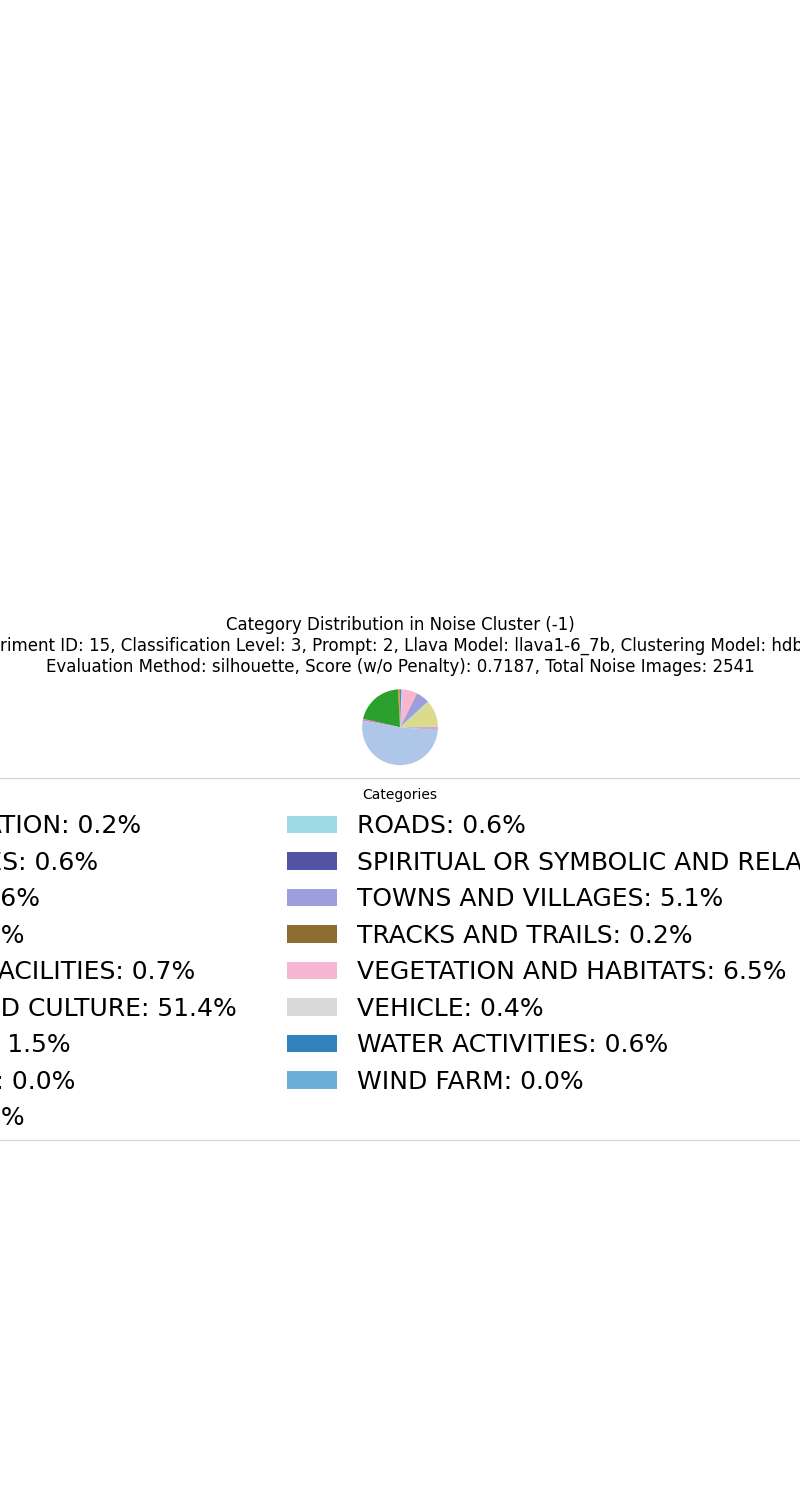 Category Distribution in Noise Cluster (-1)
riment ID: 15, Classification Level: 3, Prompt: 2, Llava Model: llava1-6_7b, Clustering Model: hdb
Evaluation Method: silhouette, Score (w/o Penalty): 0.7187, Total Noise Images: 2541
Categories
TION: 0.2%
ES: 0.6%
6%
%
ACILITIES: 0.7%
D CULTURE: 51.4%
1.5%
: 0.0%
%
ROADS: 0.6%
SPIRITUAL OR SYMBOLIC AND RELA
TOWNS AND VILLAGES: 5.1%
TRACKS AND TRAILS: 0.2%
VEGETATION AND HABITATS: 6.5%
VEHICLE: 0.4%
WATER ACTIVITIES: 0.6%
WIND FARM: 0.0%